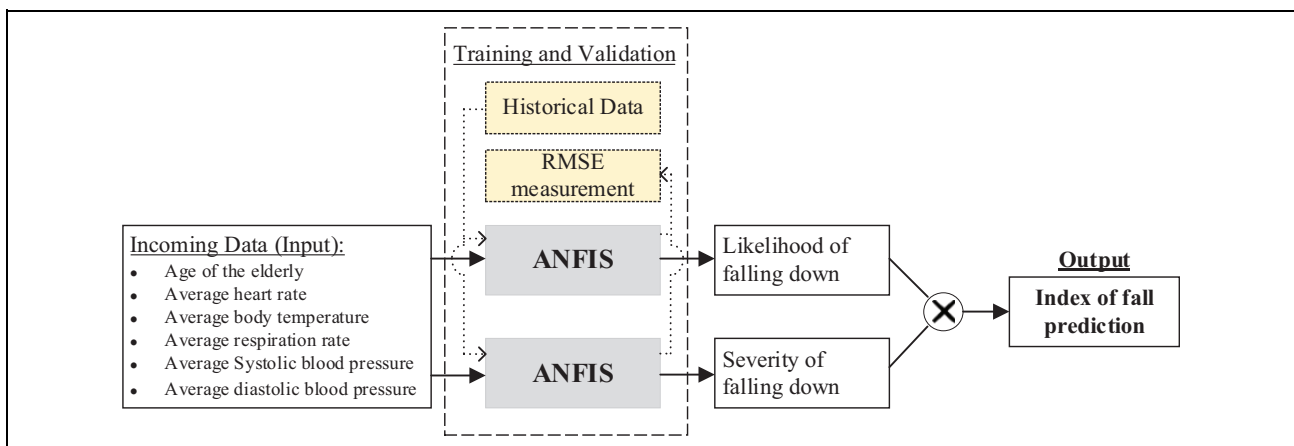 Training and Validation
Historical Data
RMSE
measurement
Incoming Data (Input):
• Age of the elderly
• Average heart rate
• Average body temperature
• Average respiration rate
• Average Systolic blood pressure
• Average diastolic blood pressure
ANFIS
ANFIS
Likelihood of
falling down
Severity of
falling down
Output
Index of fall
prediction